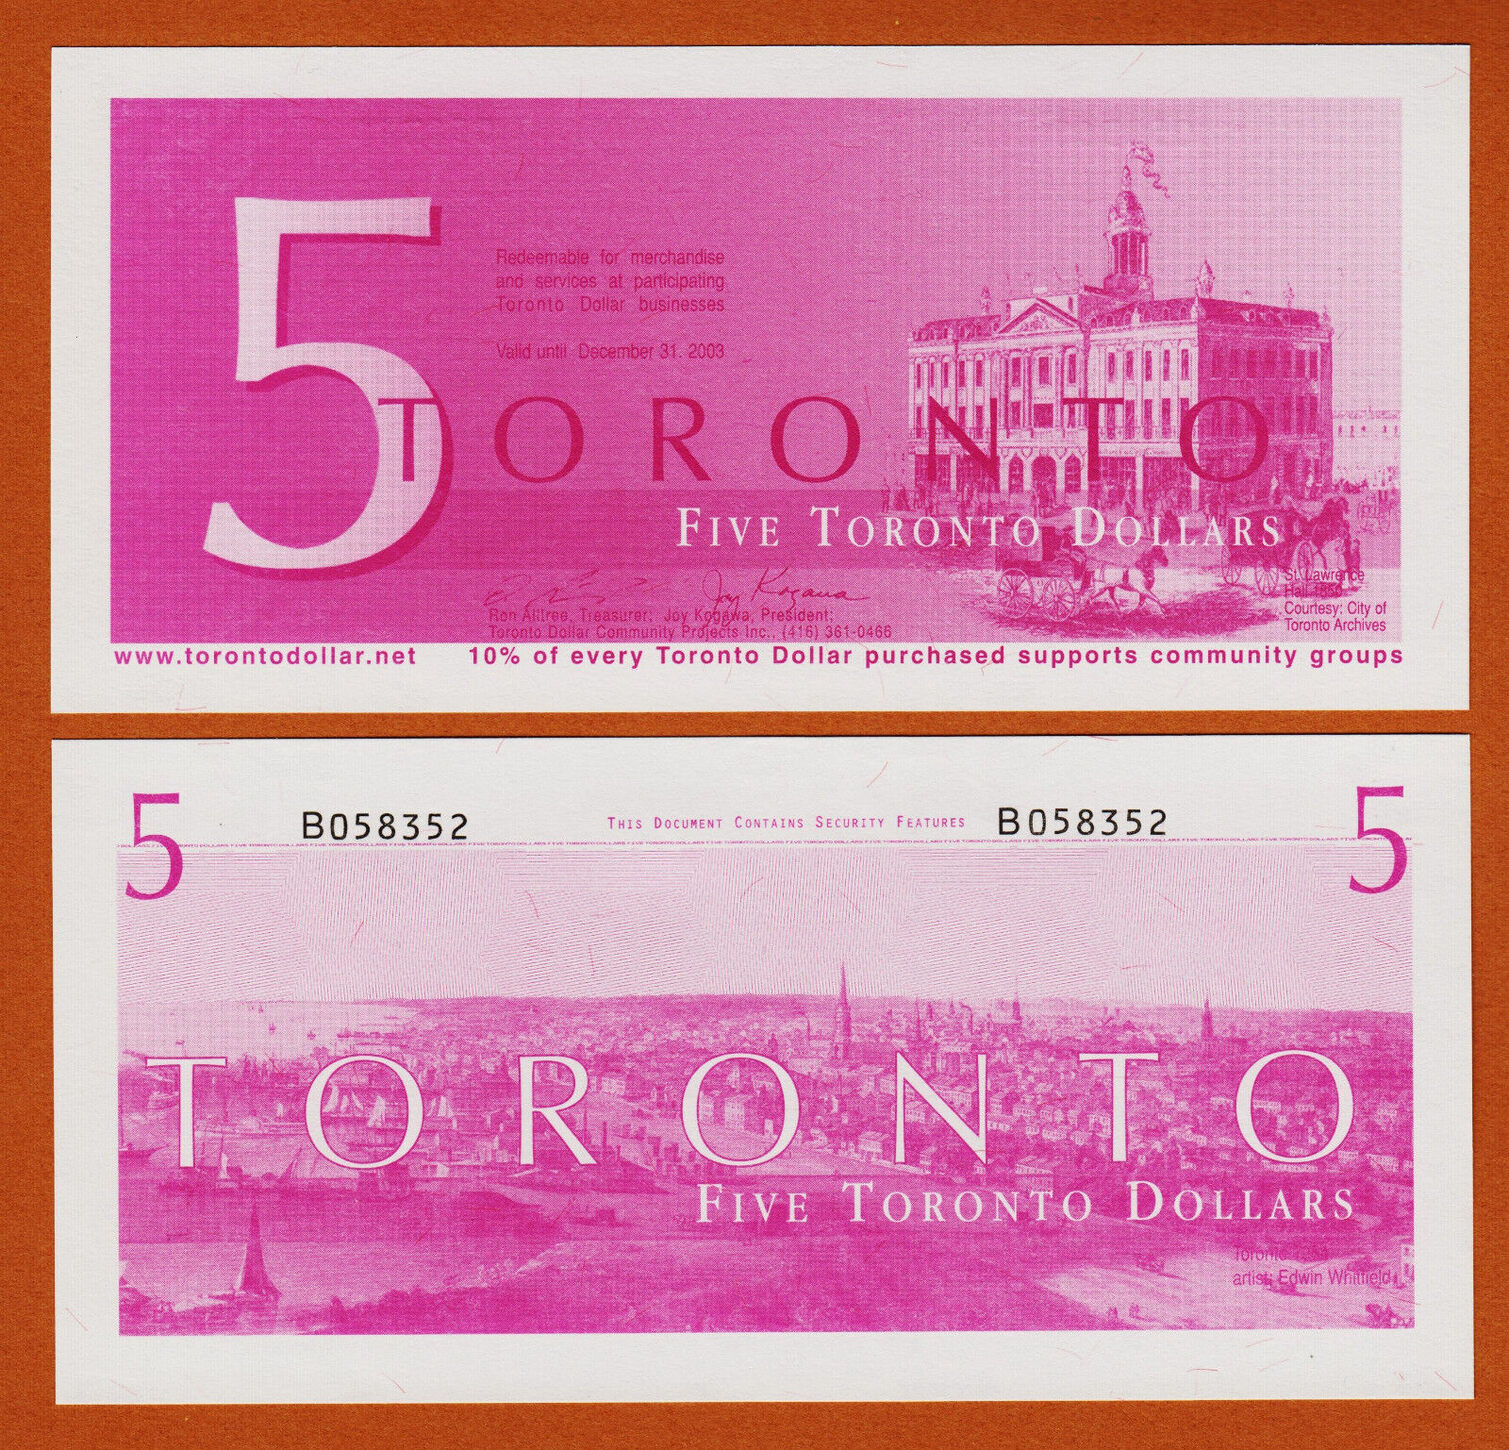 5
Redeemable for merchandise
and services at participating
Toronto Dollar businesses
Valid until December 31. 2003
TORONTO
FIVE TORONTO DOLLARS
Joy Kogawa
Ron Alltree, Treasurer; Joy Kogawa, President;
Toronto Dollar Community Projects Inc., (416) 361-0466
St. Lawrence
Hall 1850
Courtesy: City of
Toronto Archives
www.torontodollar.net 10% of every Toronto Dollar purchased supports community groups
5 B058352 THIS DOCUMENT CONTAINS SECURITY FEATURES B058352 5
TORONTO
FIVE TORONTO DOLLARS
Toronto
artist: Edwin Whitfield